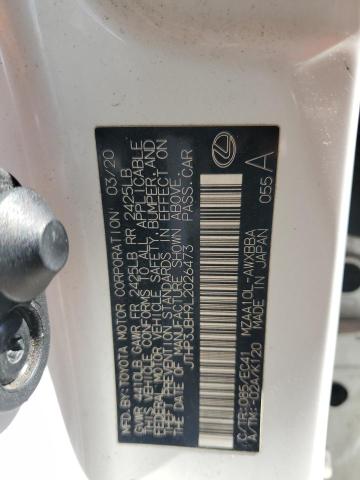 MFD.BY: TOYOTA MOTOR CORPORATION 03/20
GVWR 4410LB GAWR FR 2425LB RR 2425LB
THIS VEHICLE CONFORMS TO ALL APPLICABLE
FEDERAL MOTOR VEHICLE SAFETY, BUMPER, AND
THEFT PREVENTION STANDARDS IN EFFECT ON
THE DATE OF MANUFACTURE SHOWN ABOVE.
JTHP3JBH9L2026473 PASS.CAR
C/TR:085/EC41 MZAA10L-AWXBBA
A/TM:-02A/K120 MADE IN JAPAN 055 A